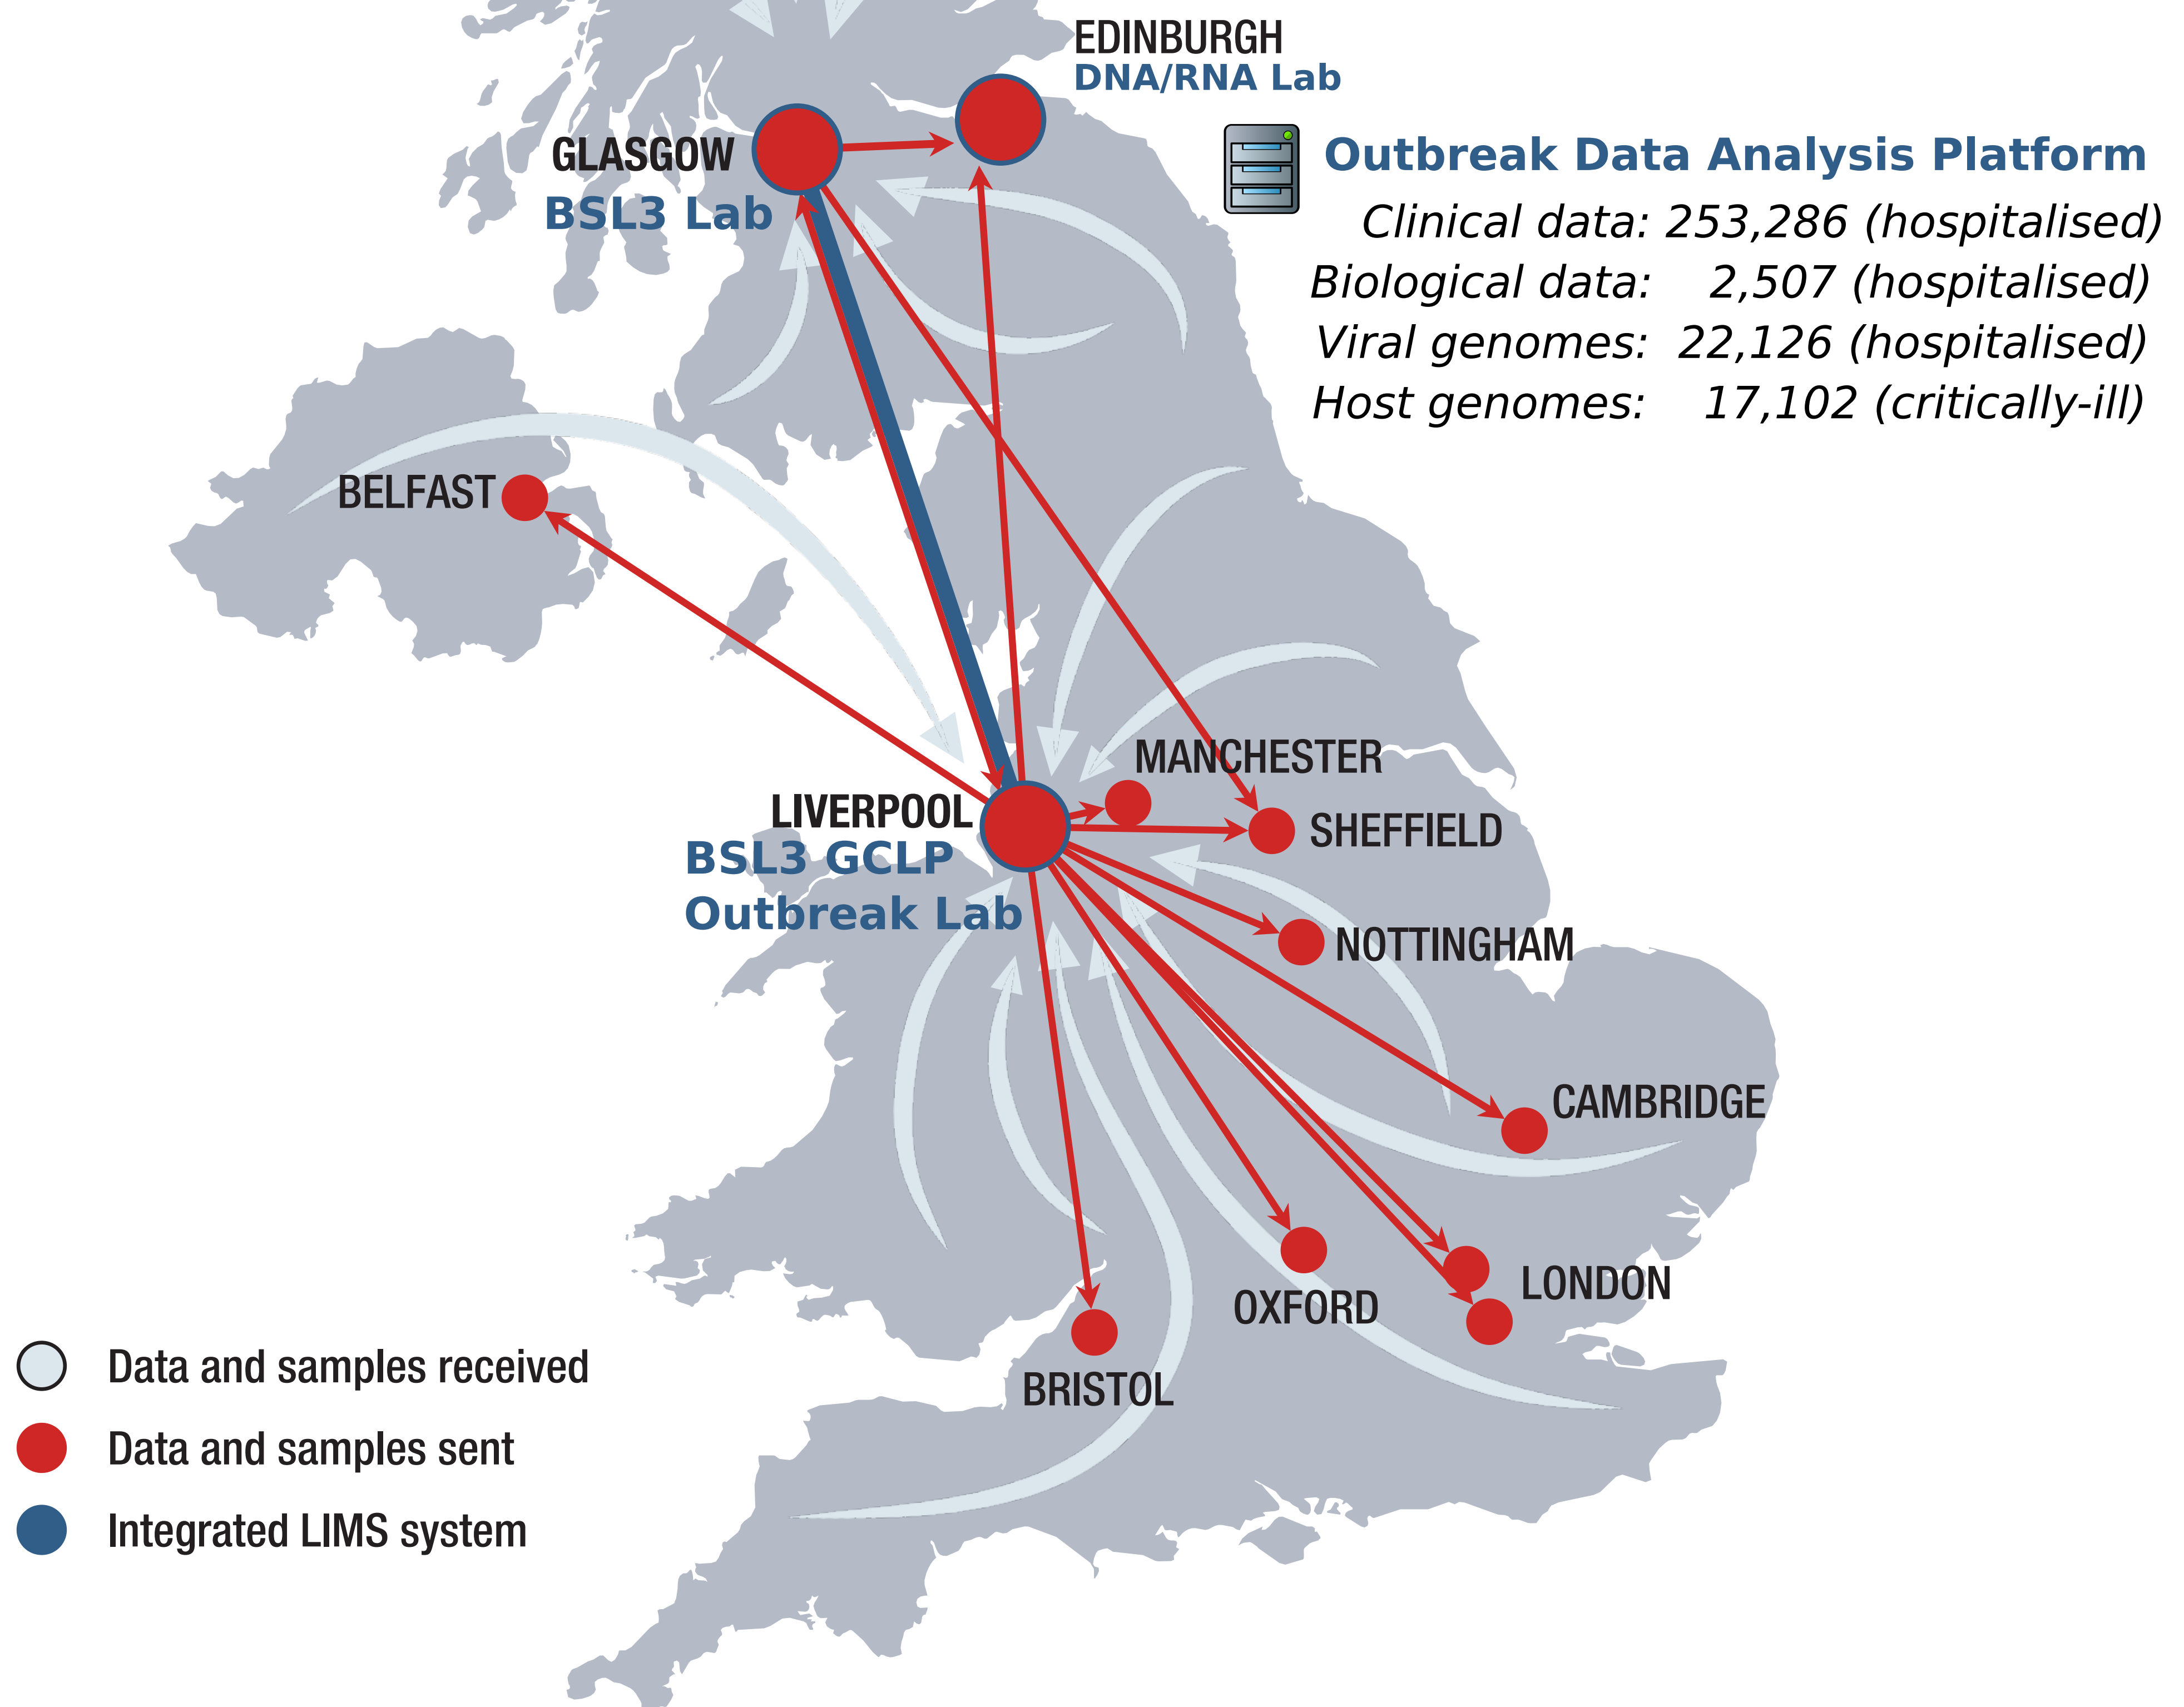 EDINBURGH
DNA/RNA Lab
GLASGOW
BSL3 Lab
Outbreak Data Analysis Platform
Clinical data: 253,286 (hospitalised)
Biological data: 2,507 (hospitalised)
Viral genomes: 22,126 (hospitalised)
Host genomes: 17,102 (critically-ill)
BELFAST
MANCHESTER
LIVERPOOL
BSL3 GCLP
Outbreak Lab
SHEFFIELD
NOTTINGHAM
CAMBRIDGE
LONDON
OXFORD
BRISTOL
Data and samples received
Data and samples sent
Integrated LIMS system